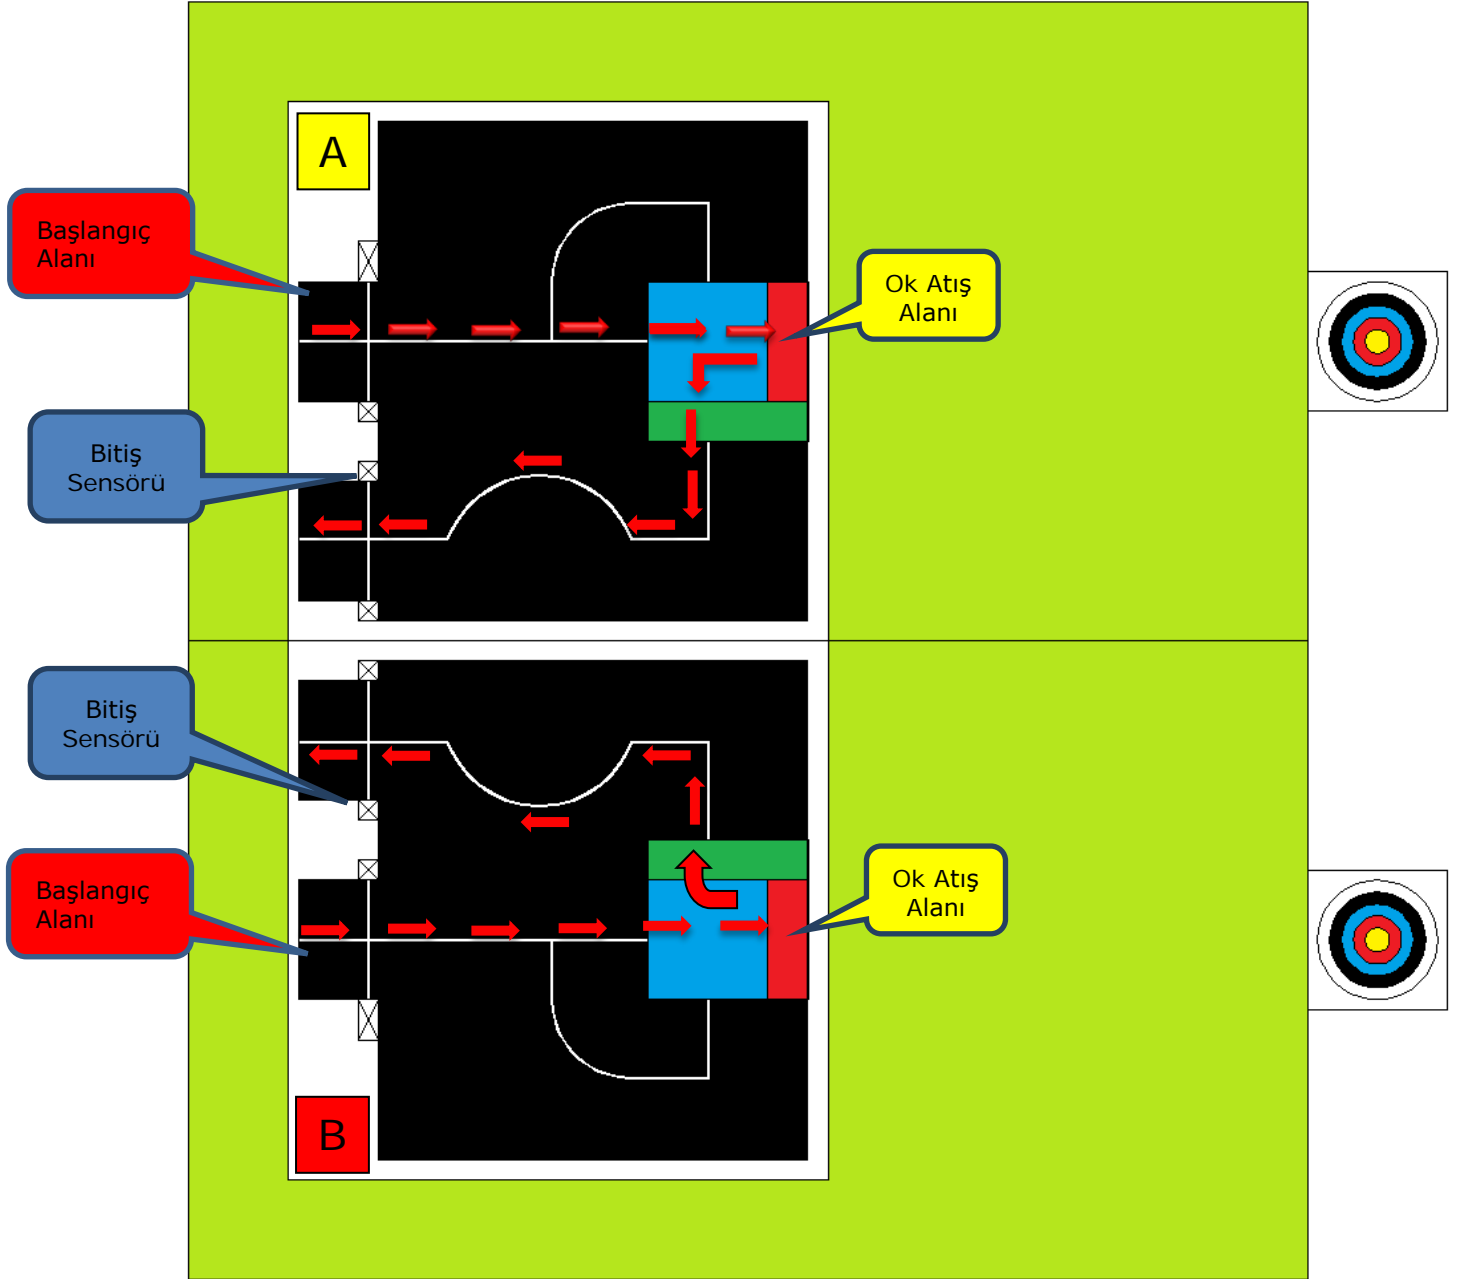 A
Başlangıç
Alanı
Ok Atış
Alanı
Bitiş
Sensörü
Bitiş
Sensörü
Başlangıç
Alanı
Ok Atış
Alanı
B